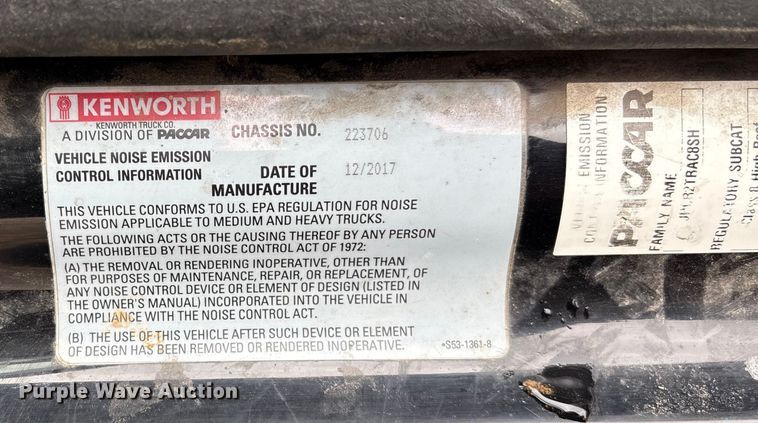 KENWORTH
KENWORTH TRUCK CO.
A DIVISION OF PACCAR
CHASSIS NO. 223706
VEHICLE NOISE EMISSION
CONTROL INFORMATION
DATE OF
MANUFACTURE
12/2017
THIS VEHICLE CONFORMS TO U.S. EPA REGULATION FOR NOISE
EMISSION APPLICABLE TO MEDIUM AND HEAVY TRUCKS.
THE FOLLOWING ACTS OR THE CAUSING THEREOF BY ANY PERSON
ARE PROHIBITED BY THE NOISE CONTROL ACT OF 1972:
(A) THE REMOVAL OR RENDERING INOPERATIVE, OTHER THAN
FOR PURPOSES OF MAINTENANCE, REPAIR, OR REPLACEMENT, OF
ANY NOISE CONTROL DEVICE OR ELEMENT OF DESIGN (LISTED IN
THE OWNER'S MANUAL) INCORPORATED INTO THE VEHICLE IN
COMPLIANCE WITH THE NOISE CONTROL ACT.
(B) THE USE OF THIS VEHICLE AFTER SUCH DEVICE OR ELEMENT
OF DESIGN HAS BEEN REMOVED OR RENDERED INOPERATIVE.
*S53-1361-8
EMISSION
INFORMATION
PACCAR
FAMILY NAME
REGULATORY SUBCAT
Class 8 High Roof
Purple Wave Auction